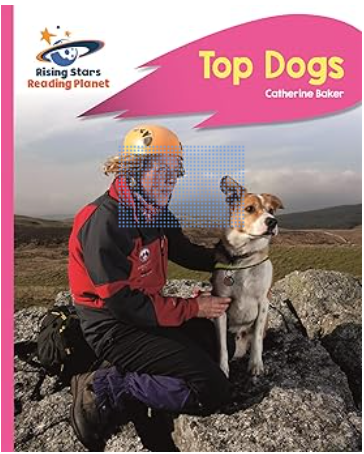 Rising Stars
Reading Planet
Top Dogs
Catherine Baker